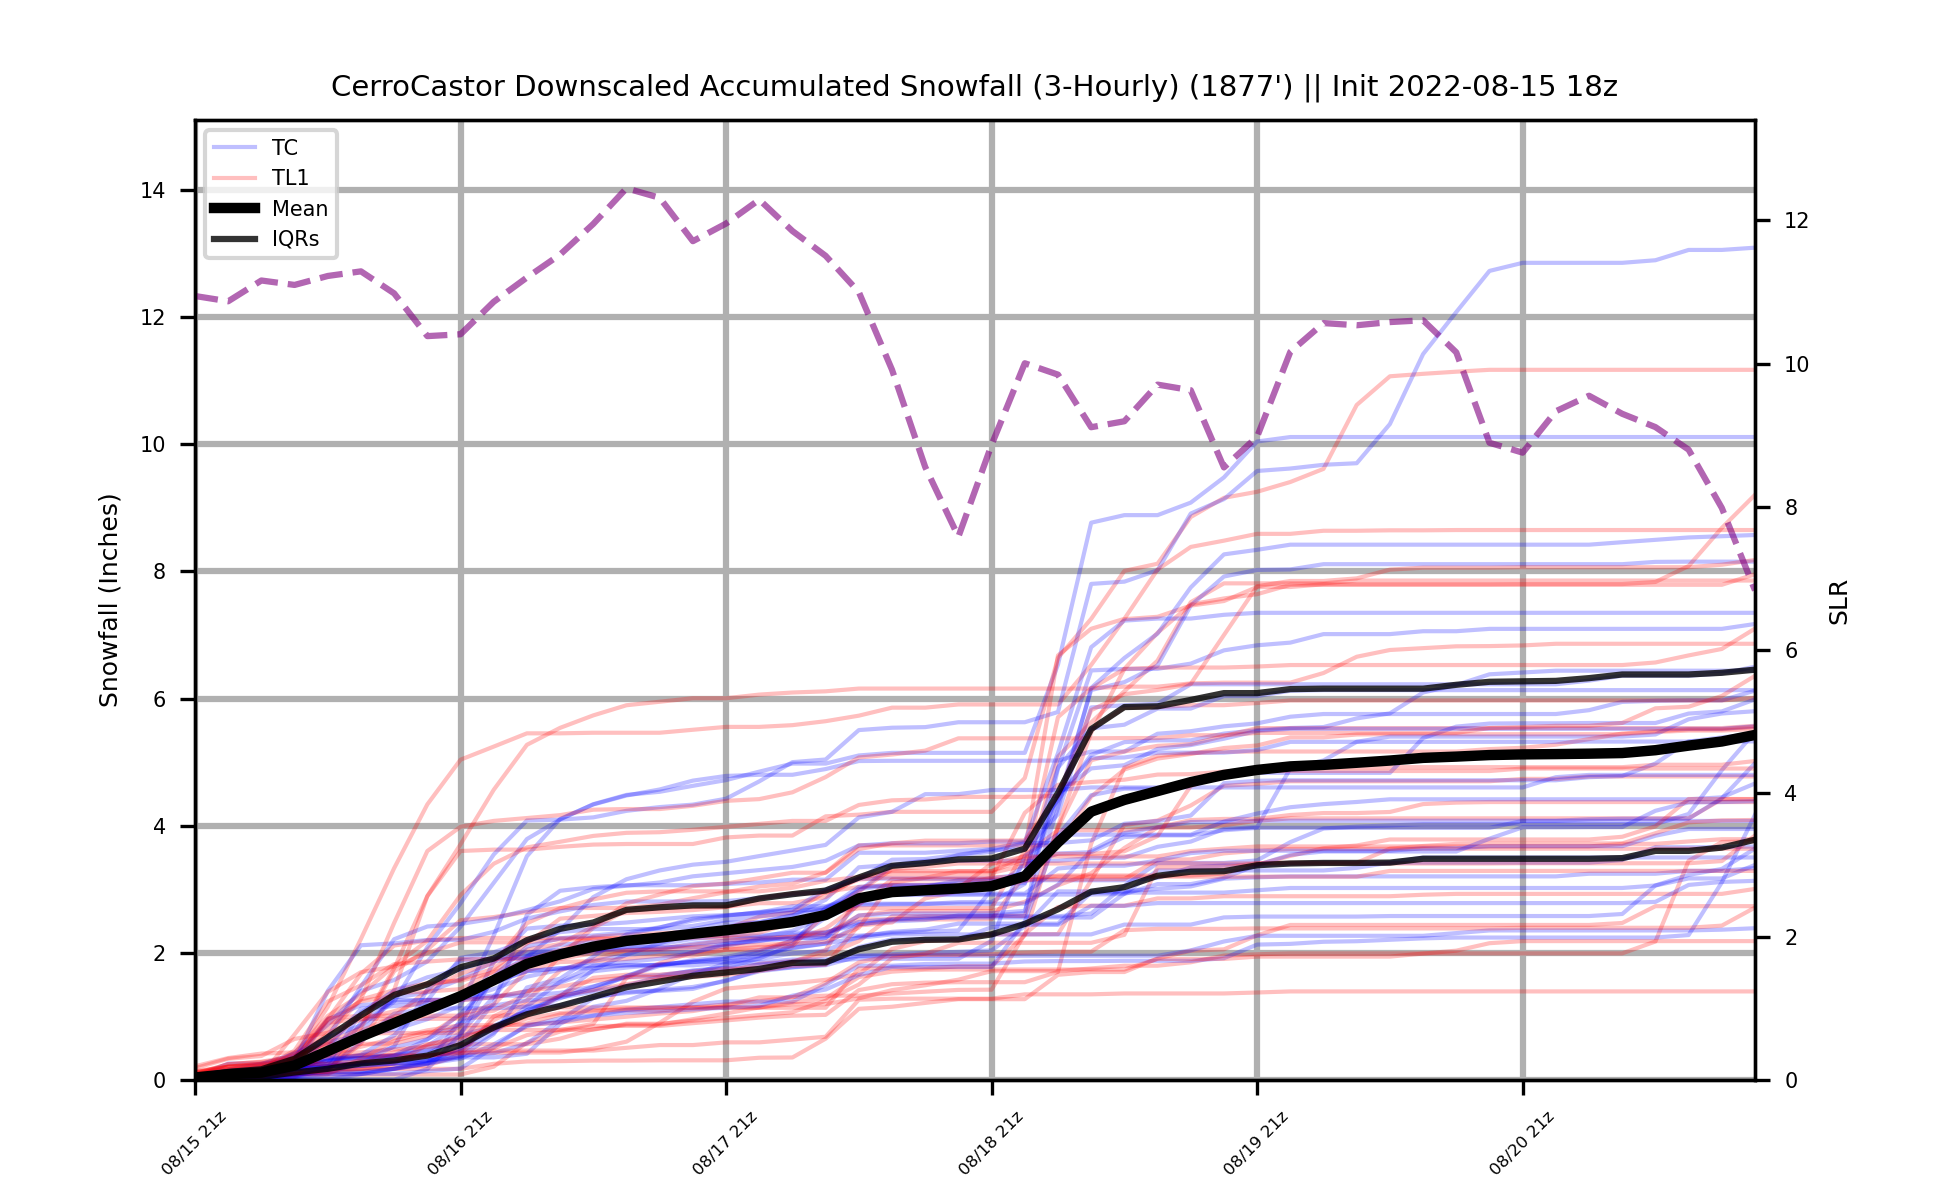 CerroCastor Downscaled Accumulated Snowfall (3-Hourly) (1877') || Init 2022-08-15 18z
TC
TL1
Mean
IQRs
14
12
10
8
6
4
2
0
Snowfall (Inches)
12
10
8
6
4
2
0
SLR
08/15 21z
08/16 21z
08/17 21z
08/18 21z
08/19 21z
08/20 21z